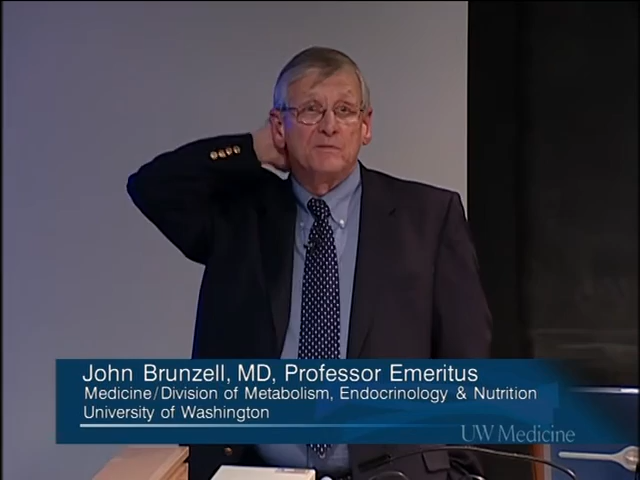 John Brunzell, MD, Professor Emeritus
Medicine/Division of Metabolism, Endocrinology & Nutrition
University of Washington
UW Medicine